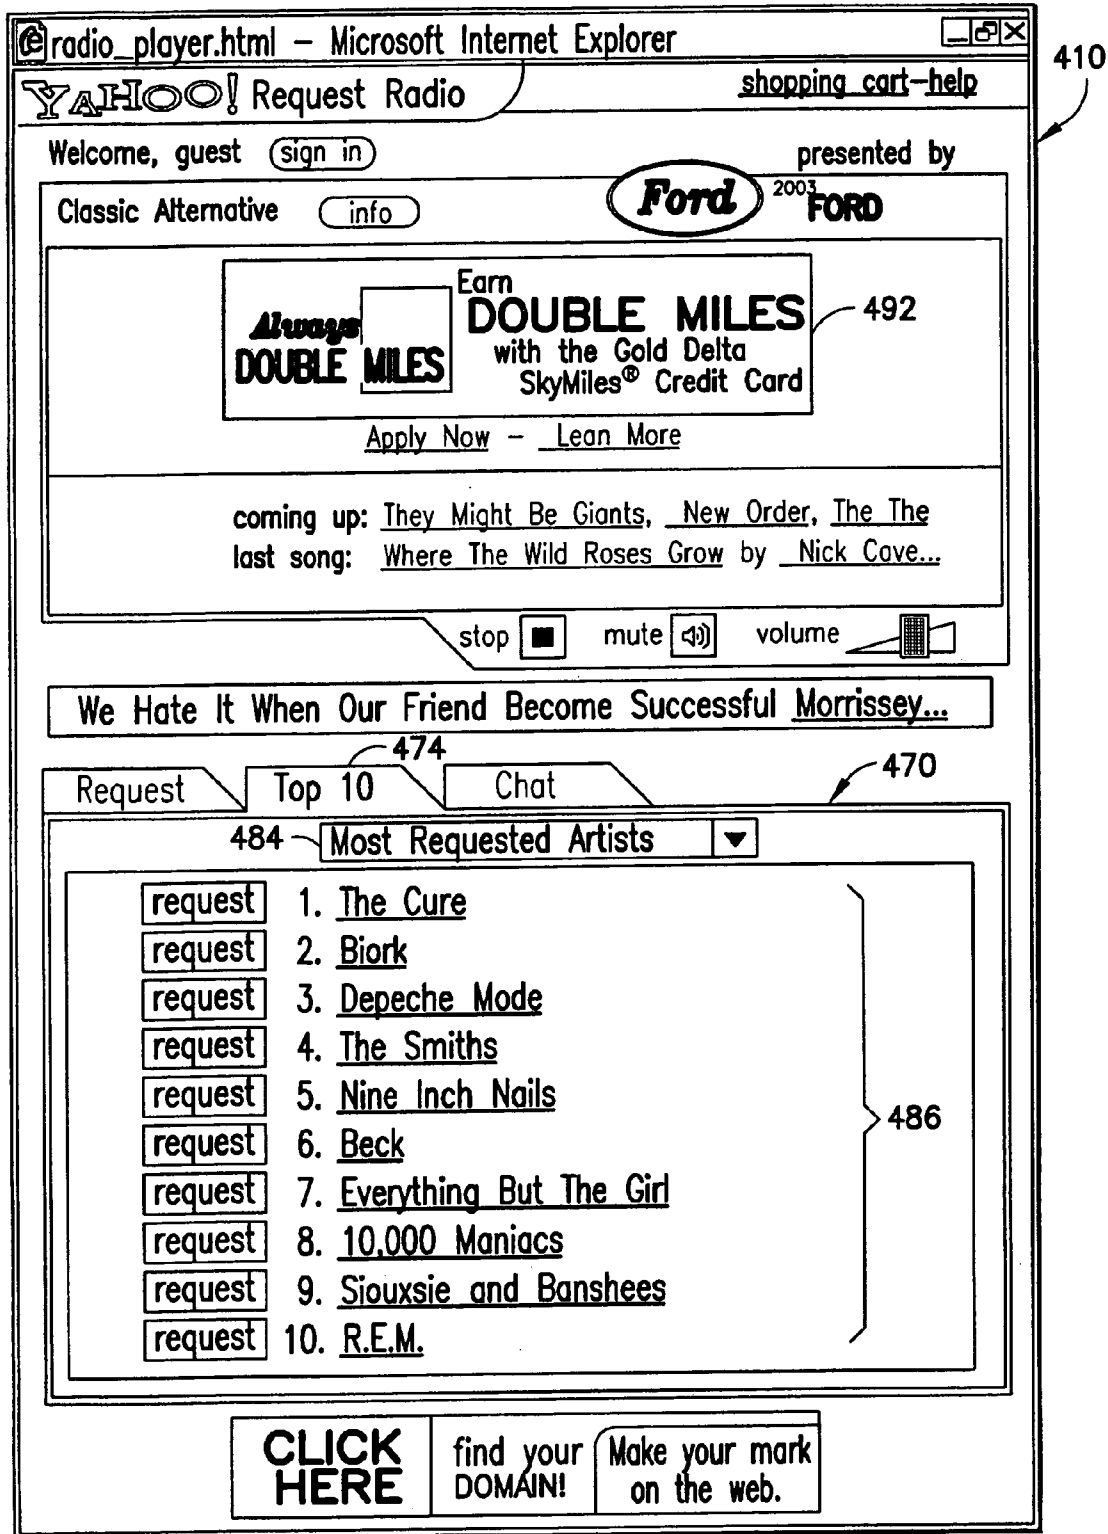 radio_player.html – Microsoft Internet Explorer
410
YAHOO! Request Radio
shopping cart–help
Welcome, guest sign in
presented by
Classic Alternative info
Ford 2003 FORD
Always DOUBLE MILES
Earn
DOUBLE MILES
with the Gold Delta
SkyMiles® Credit Card
492
Apply Now – Lean More
coming up: They Might Be Giants, New Order, The The
last song: Where The Wild Roses Grow by Nick Cave...
stop mute volume
We Hate It When Our Friend Become Successful Morrissey...
474
470
Request Top 10 Chat
484 Most Requested Artists
request 1. The Cure
request 2. Biork
request 3. Depeche Mode
request 4. The Smiths
request 5. Nine Inch Nails
request 6. Beck
486
request 7. Everything But The Girl
request 8. 10,000 Maniacs
request 9. Siouxsie and Banshees
request 10. R.E.M.
CLICK HERE
find your DOMAIN!
Make your mark on the web.